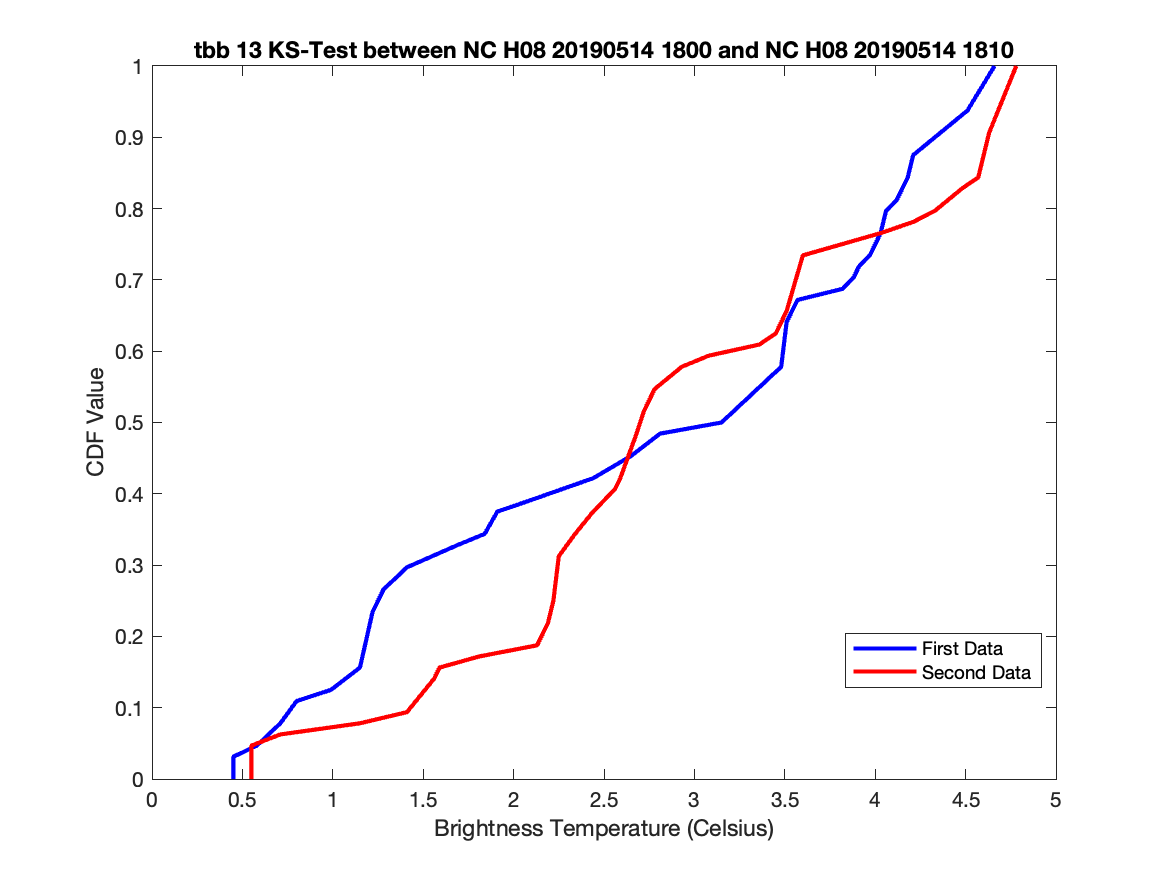 tbb 13 KS-Test between NC H08 20190514 1800 and NC H08 20190514 1810
1
0.9
0.8
0.7
0.6
0.5
0.4
0.3
0.2
0.1
0
CDF Value
First Data
Second Data
0 0.5 1 1.5 2 2.5 3 3.5 4 4.5 5
Brightness Temperature (Celsius)